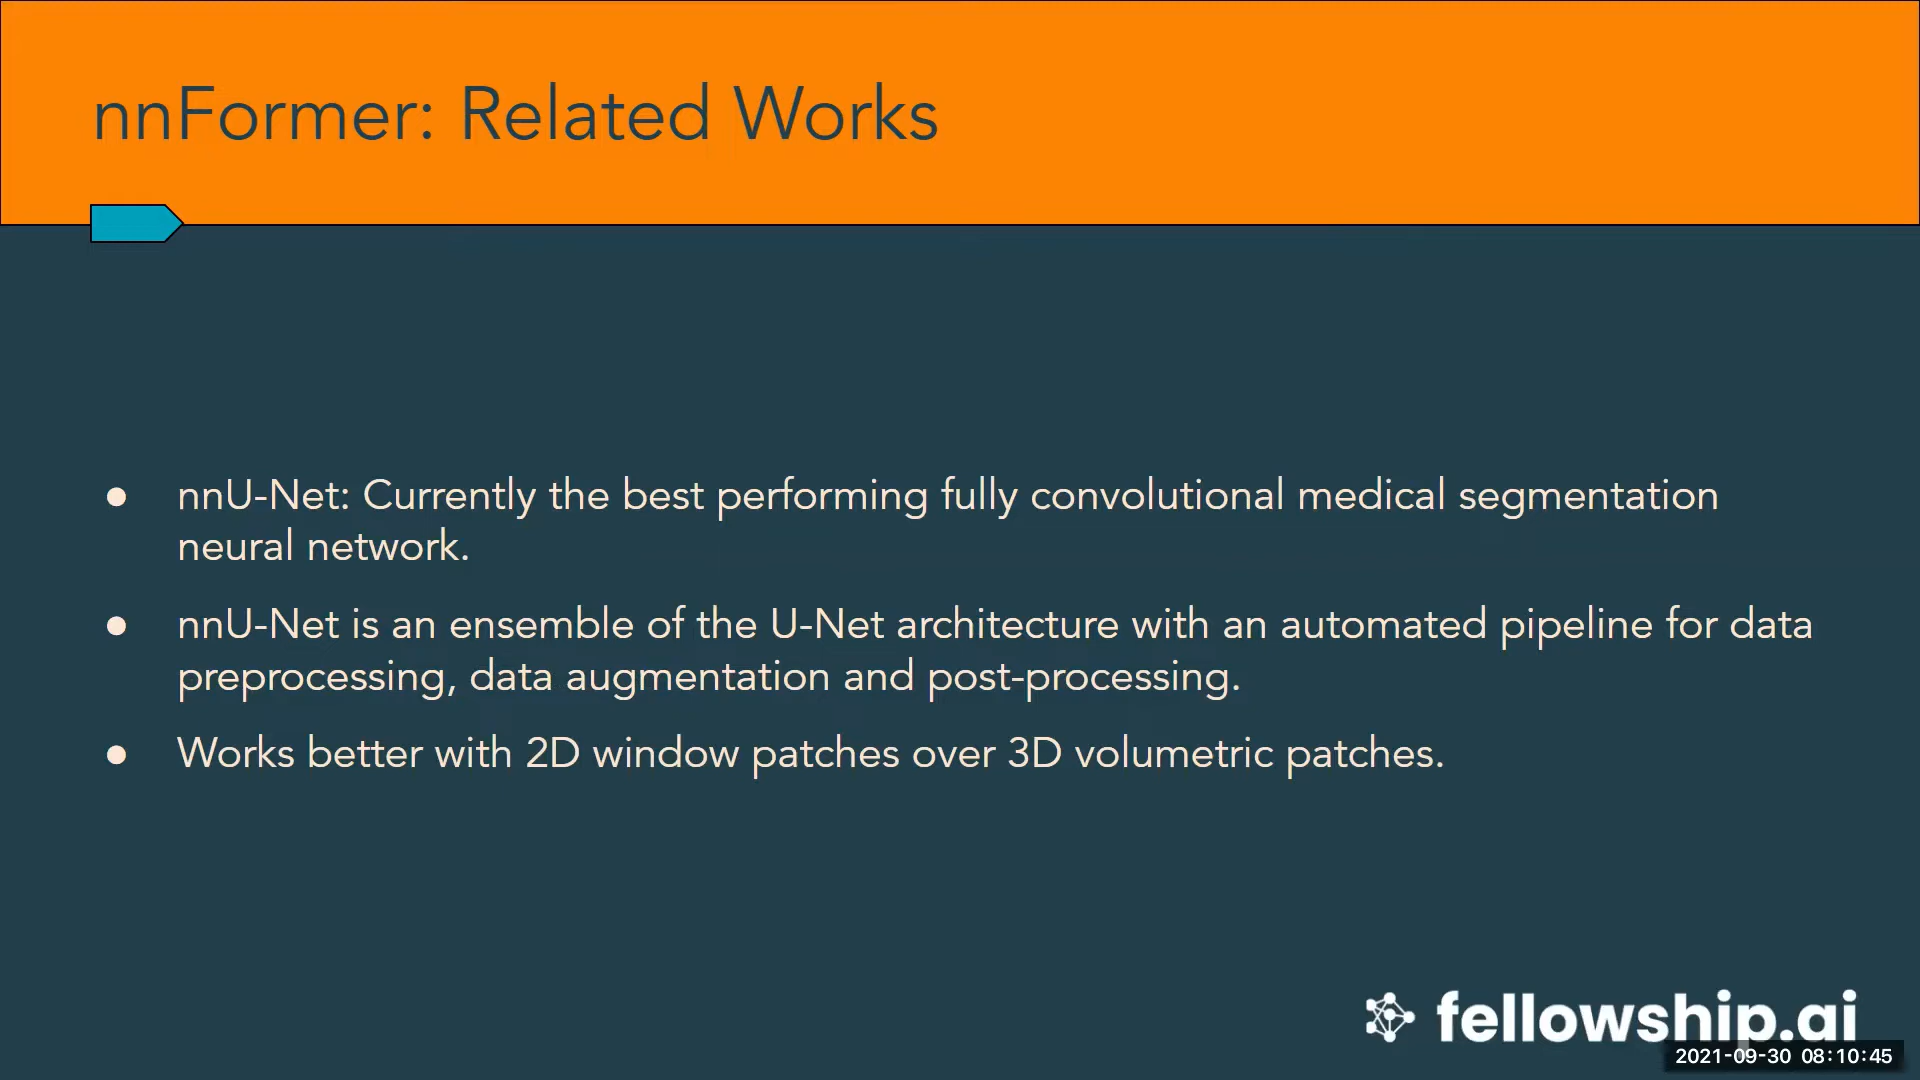 nnFormer: Related Works
● nnU-Net: Currently the best performing fully convolutional medical segmentation
neural network.
● nnU-Net is an ensemble of the U-Net architecture with an automated pipeline for data
preprocessing, data augmentation and post-processing.
● Works better with 2D window patches over 3D volumetric patches.
fellowship.ai
2021-09-30 08:10:45